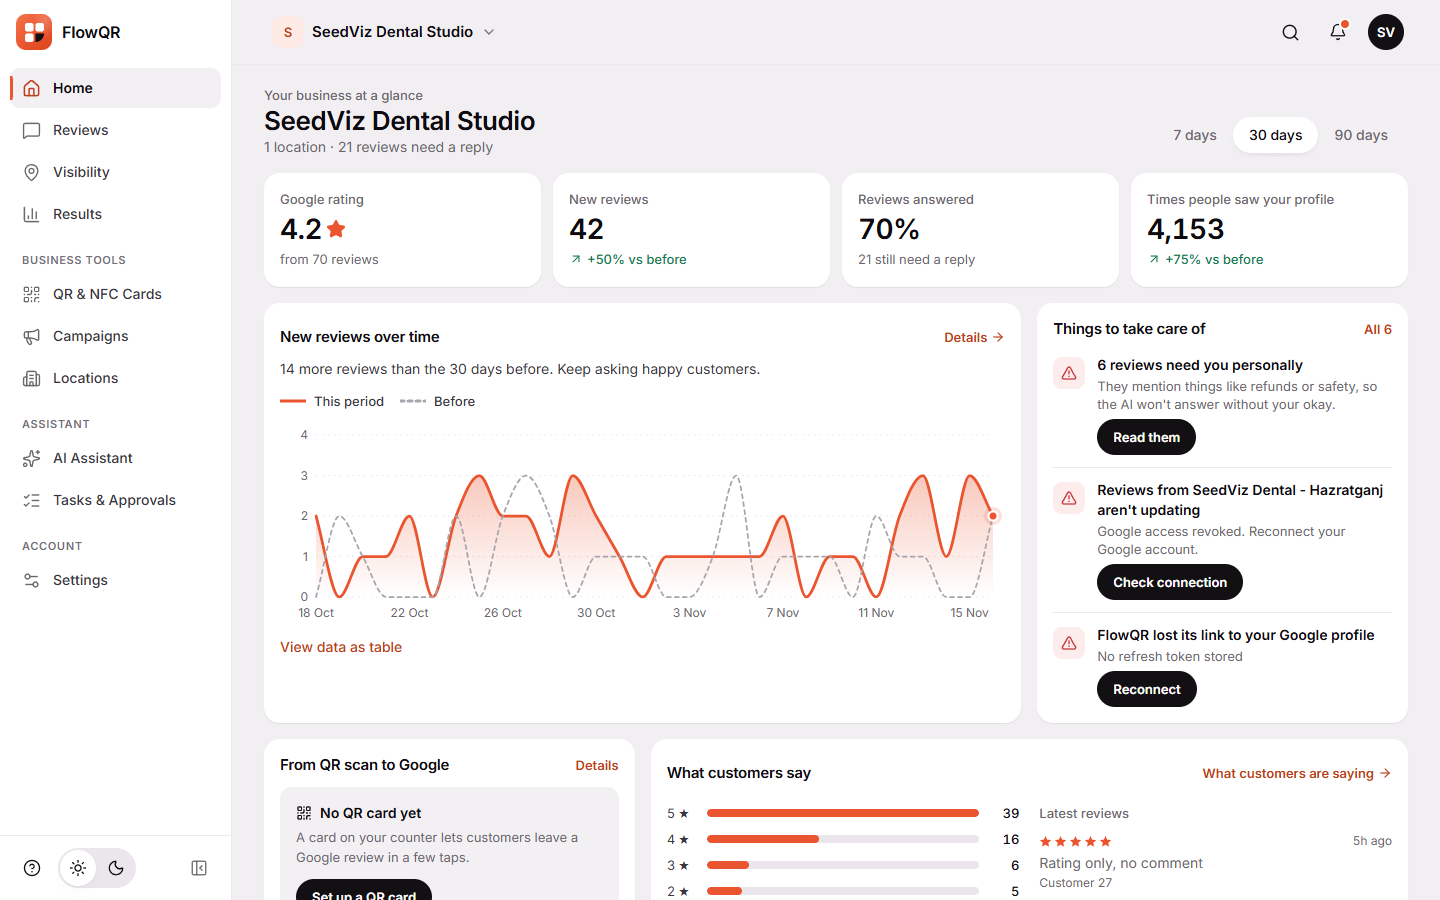 FlowQR
Home
Reviews
Visibility
Results
BUSINESS TOOLS
QR & NFC Cards
Campaigns
Locations
ASSISTANT
AI Assistant
Tasks & Approvals
ACCOUNT
Settings
S SeedViz Dental Studio
SV
Your business at a glance
SeedViz Dental Studio
1 location · 21 reviews need a reply
7 days 30 days 90 days
Google rating
4.2
from 70 reviews
New reviews
42
+50% vs before
Reviews answered
70%
21 still need a reply
Times people saw your profile
4,153
+75% vs before
New reviews over time
Details →
14 more reviews than the 30 days before. Keep asking happy customers.
This period Before
4
3
2
1
0
18 Oct 22 Oct 26 Oct 30 Oct 3 Nov 7 Nov 11 Nov 15 Nov
View data as table
Things to take care of
All 6
6 reviews need you personally
They mention things like refunds or safety, so
the AI won't answer without your okay.
Read them
Reviews from SeedViz Dental - Hazratganj
aren't updating
Google access revoked. Reconnect your
Google account.
Check connection
FlowQR lost its link to your Google profile
No refresh token stored
Reconnect
From QR scan to Google
Details
No QR card yet
A card on your counter lets customers leave a
Google review in a few taps.
Set up a QR card
What customers say
What customers are saying →
5 ★ 39
4 ★ 16
3 ★ 6
2 ★ 5
Latest reviews
★★★★★ 5h ago
Rating only, no comment
Customer 27